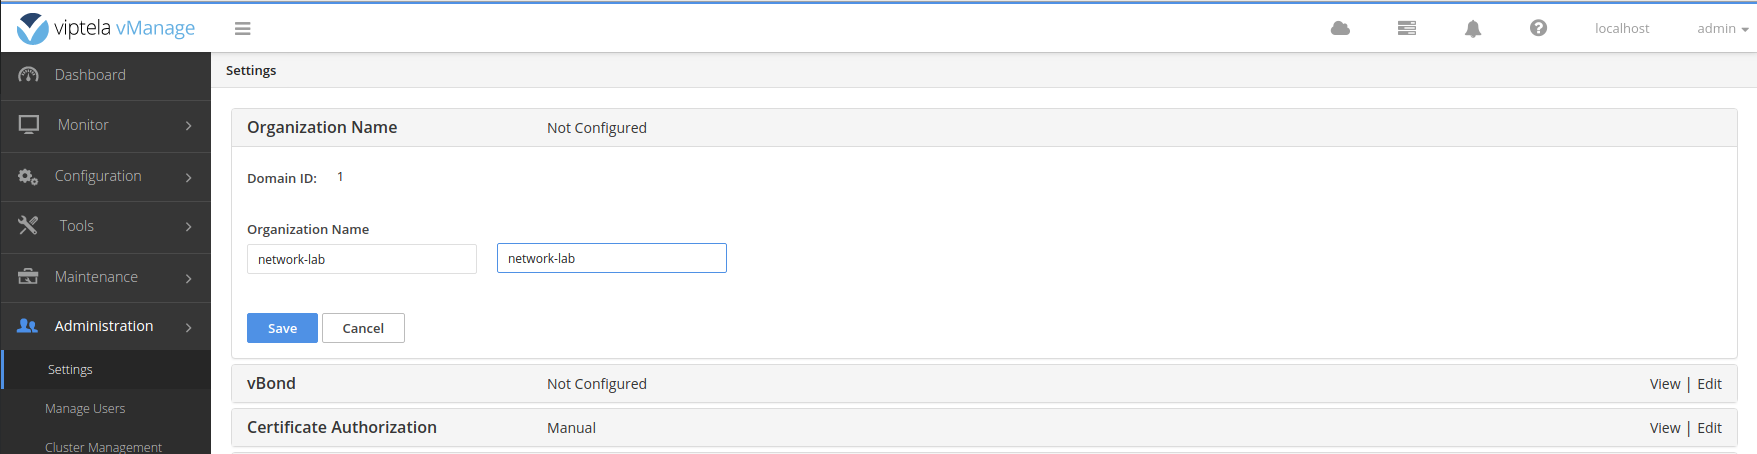 viptela vManage
localhost
admin
Dashboard
Monitor
Configuration
Tools
Maintenance
Administration
Settings
Manage Users
Cluster Management
Settings
Organization Name Not Configured
Domain ID: 1
Organization Name
network-lab network-lab
Save Cancel
vBond Not Configured View | Edit
Certificate Authorization Manual View | Edit